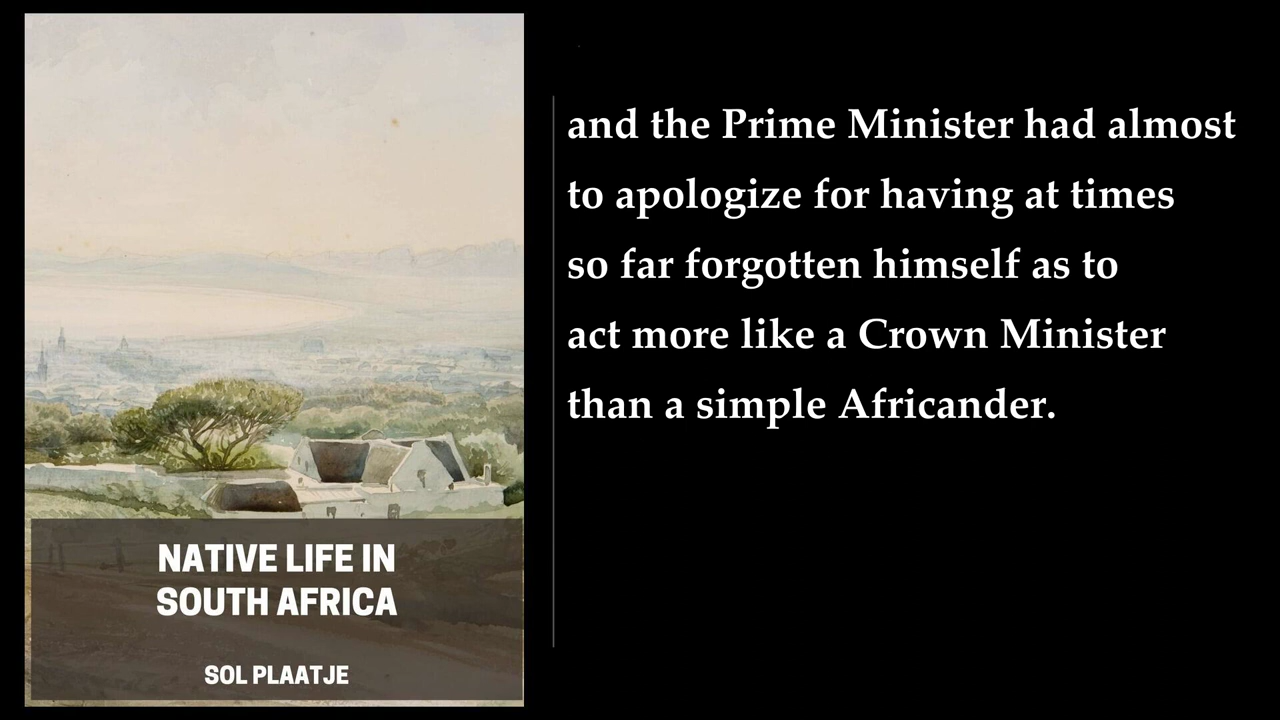 and the Prime Minister had almost
to apologize for having at times
so far forgotten himself as to
act more like a Crown Minister
than a simple Africander.
NATIVE LIFE IN
SOUTH AFRICA
SOL PLAATJE